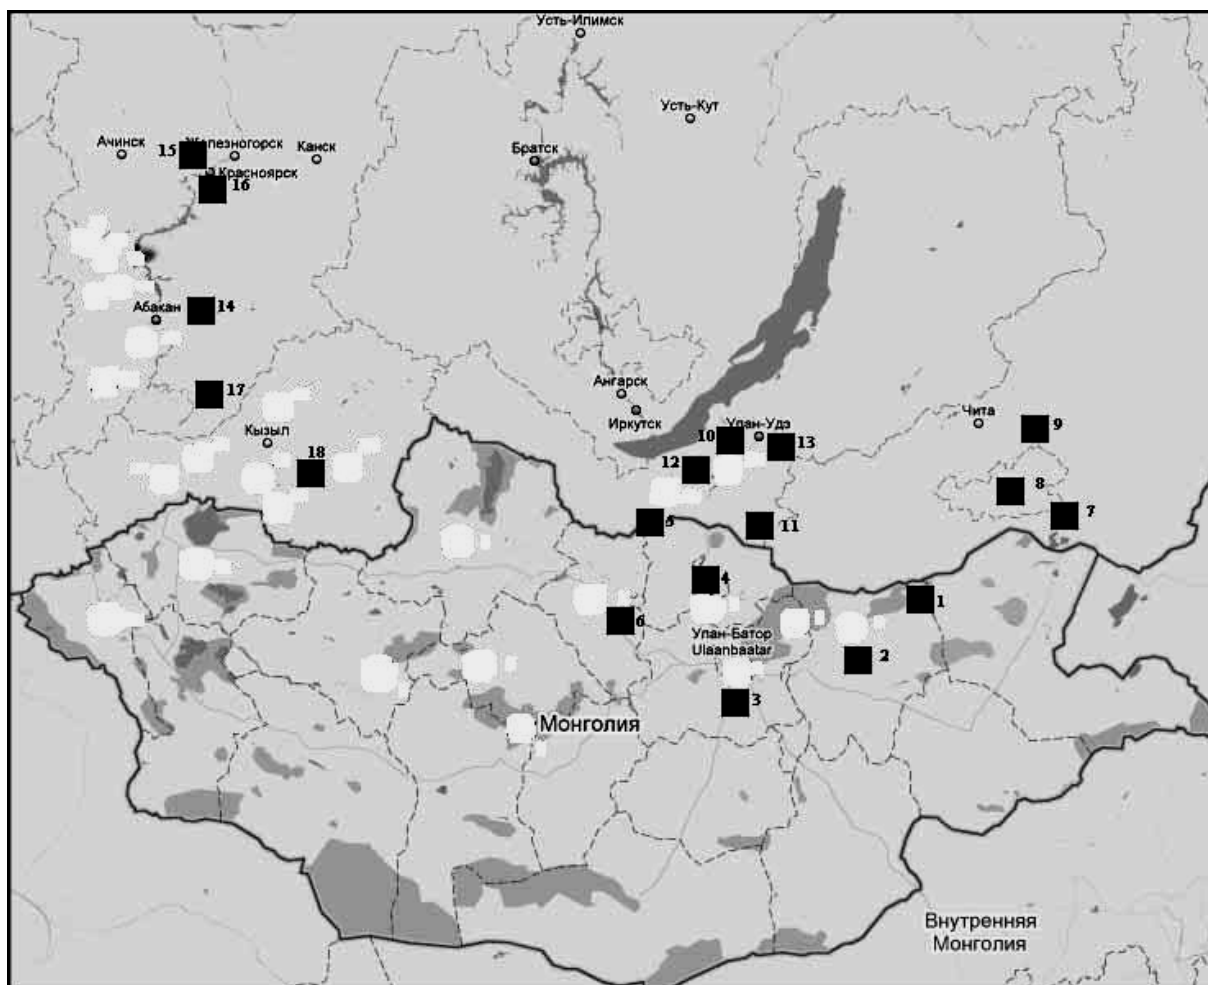 Усть-Илимск
Усть-Кут
Ачинск
Железногорск
Канск
Братск
15
Красноярск
16
Абакан
14
Ангарск
17
Иркутск
Улан-Удэ
Чита
9
10
13
Кызыл
18
12
8
7
5
11
4
1
6
Улан-Батор
Ulaanbaatar
2
3
Монголия
Внутренняя
Монголия